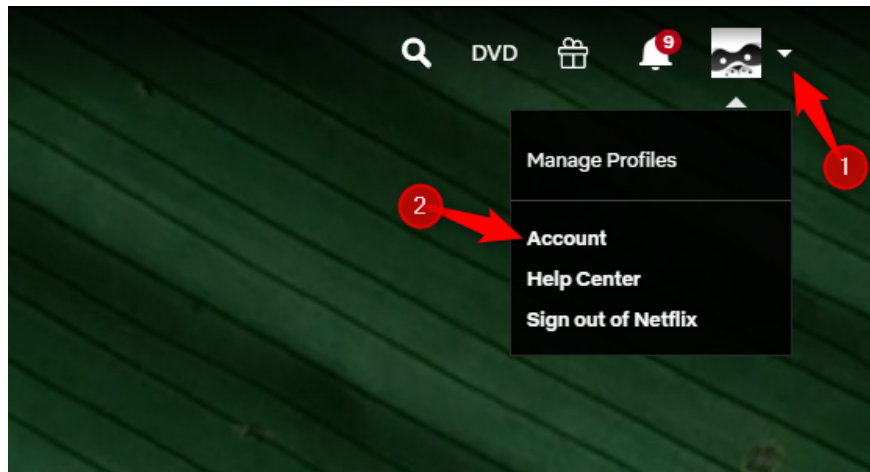 DVD
9
Manage Profiles
1
2
Account
Help Center
Sign out of Netflix